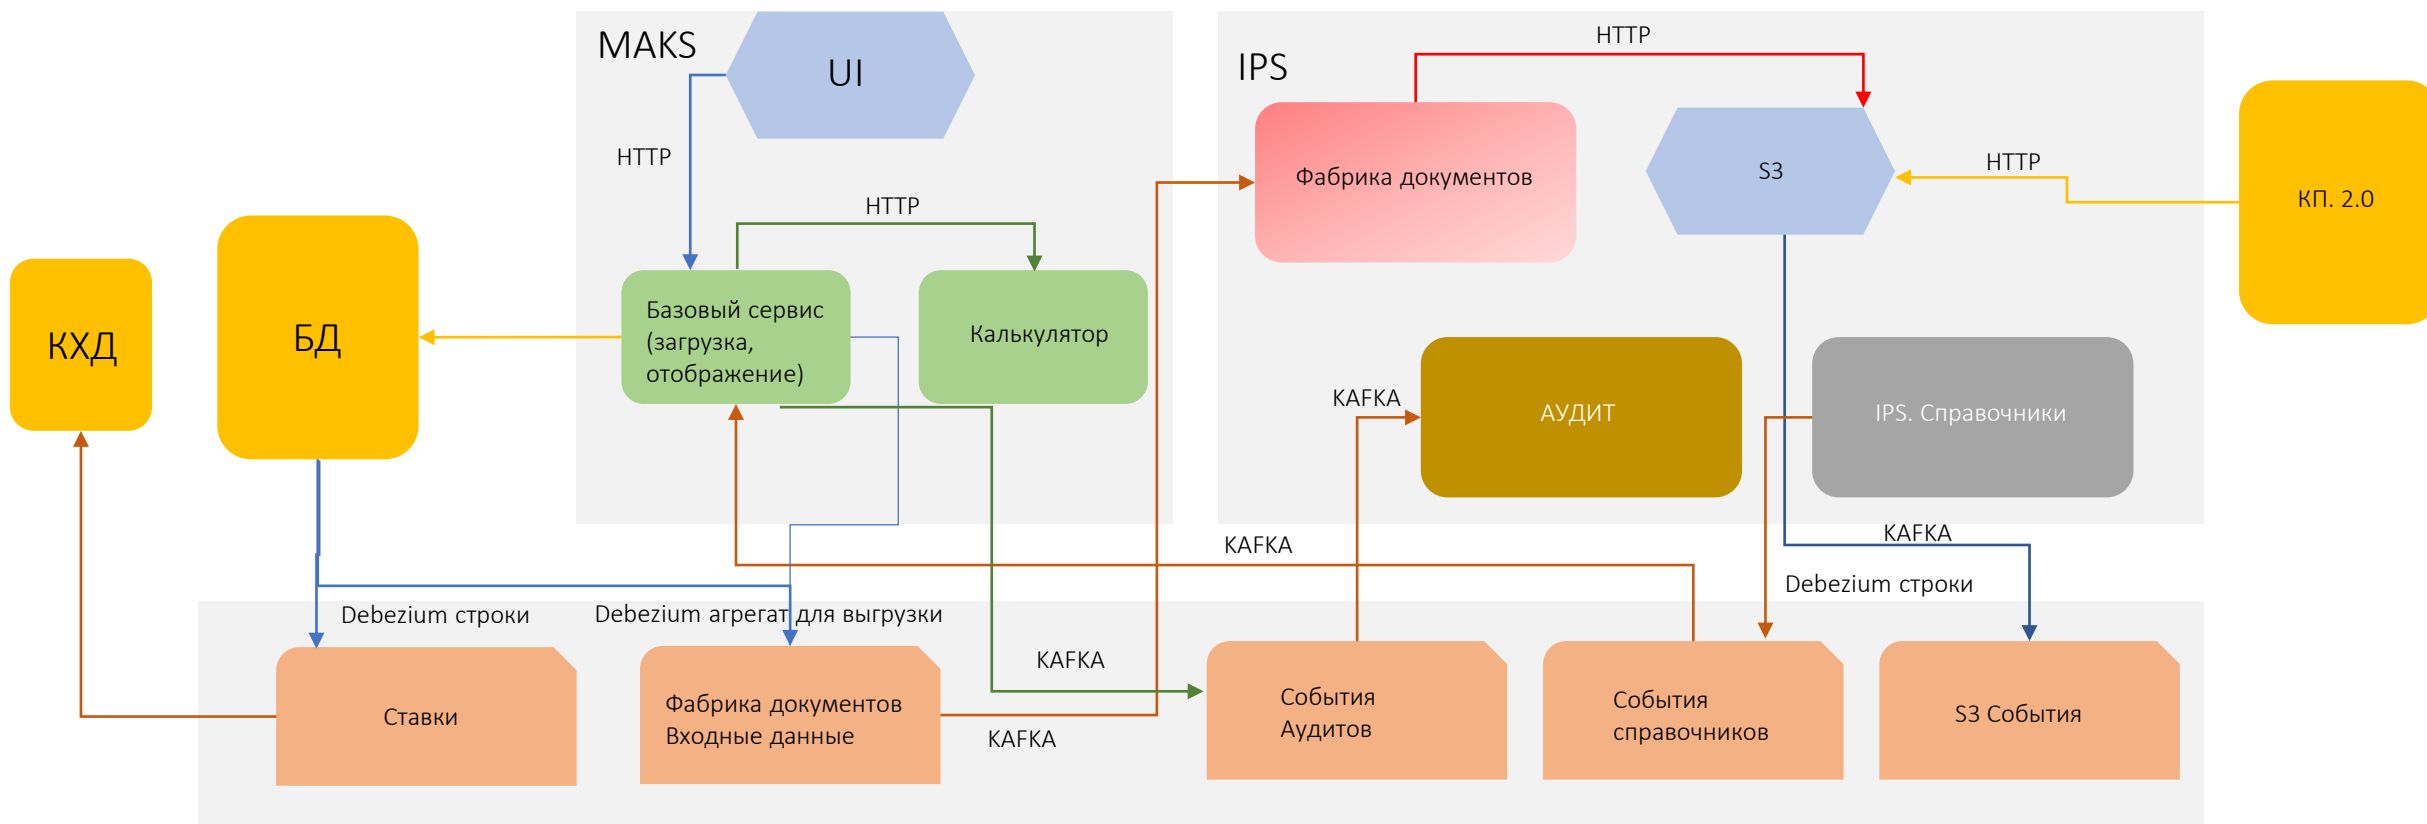 MAKS
UI
IPS
HTTP
HTTP
HTTP
HTTP
Фабрика документов
S3
КП. 2.0
КХД
БД
Базовый сервис
(загрузка,
отображение)
Калькулятор
KAFKA
АУДИТ
IPS. Справочники
KAFKA
KAFKA
Debezium строки
Debezium строки
Debezium агрегат для выгрузки
KAFKA
Ставки
Фабрика документов
Входные данные
KAFKA
События
Аудитов
События
справочников
S3 События